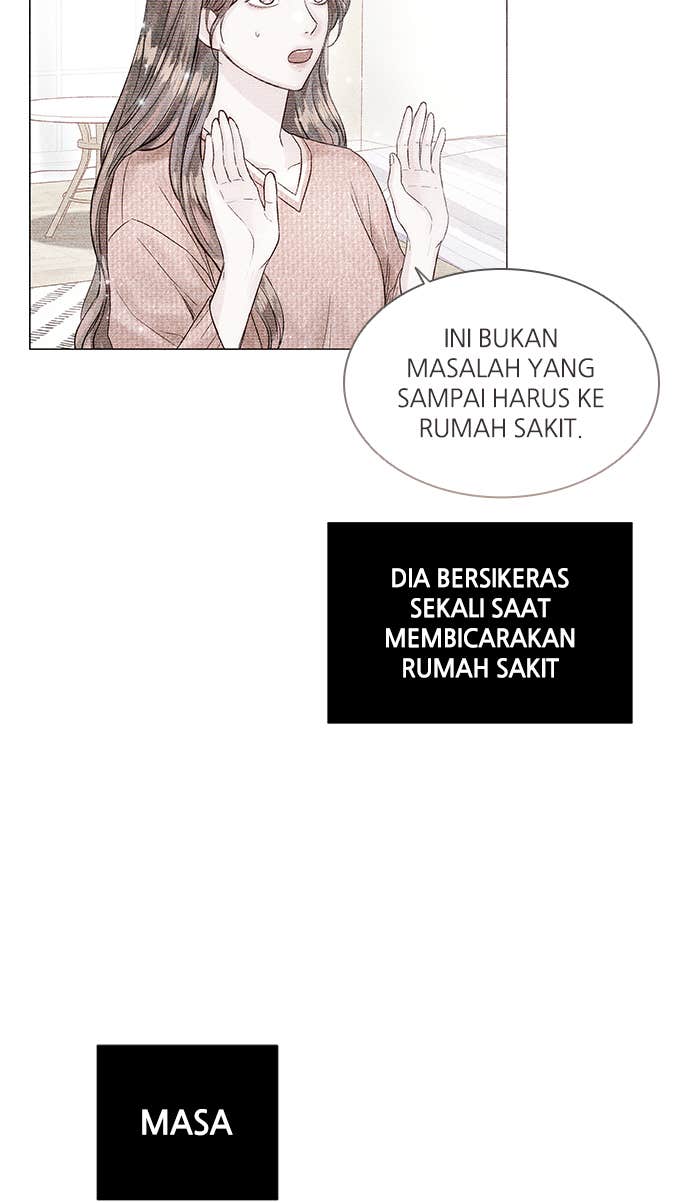 INI BUKAN
MASALAH YANG
SAMPAI HARUS KE
RUMAH SAKIT.
DIA BERSIKERAS
SEKALI SAAT
MEMBICARAKAN
RUMAH SAKIT
MASA